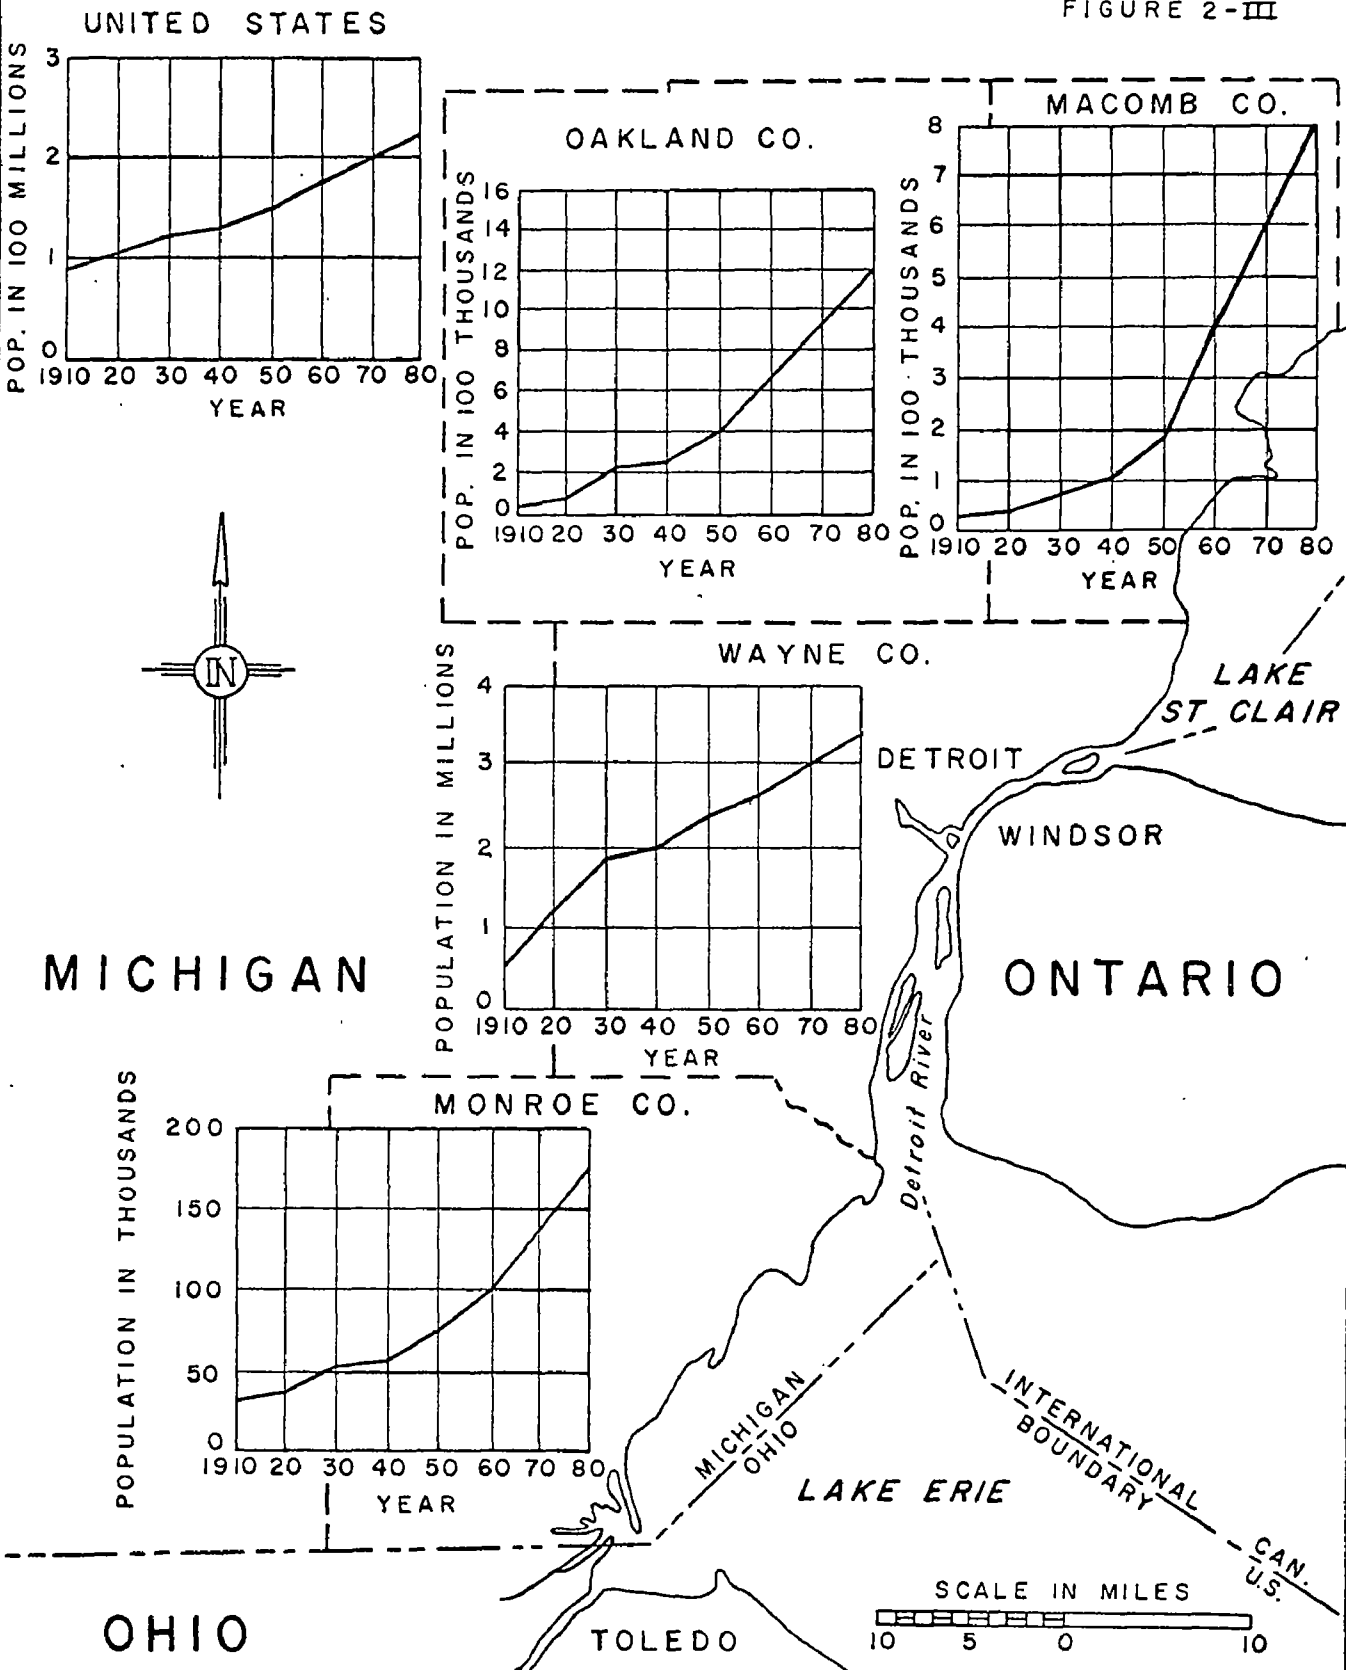 FIGURE 2-III
UNITED STATES
POP. IN 100 MILLIONS
3
2
1
0
1910 20 30 40 50 60 70 80
YEAR
OAKLAND CO.
POP. IN 100 THOUSANDS
16
14
12
10
8
6
4
2
0
1910 20 30 40 50 60 70 80
YEAR
MACOMB CO.
POP. IN 100 THOUSANDS
8
7
6
5
4
3
2
1
0
1910 20 30 40 50 60 70 80
YEAR
N
WAYNE CO.
POPULATION IN MILLIONS
4
3
2
1
0
1910 20 30 40 50 60 70 80
YEAR
LAKE
ST CLAIR
DETROIT
WINDSOR
MICHIGAN
ONTARIO
Detroit River
MONROE CO.
POPULATION IN THOUSANDS
200
150
100
50
0
1910 20 30 40 50 60 70 80
YEAR
MICHIGAN
OHIO
INTERNATIONAL
BOUNDARY
LAKE ERIE
CAN.
U.S.
OHIO
TOLEDO
SCALE IN MILES
10 5 0 10